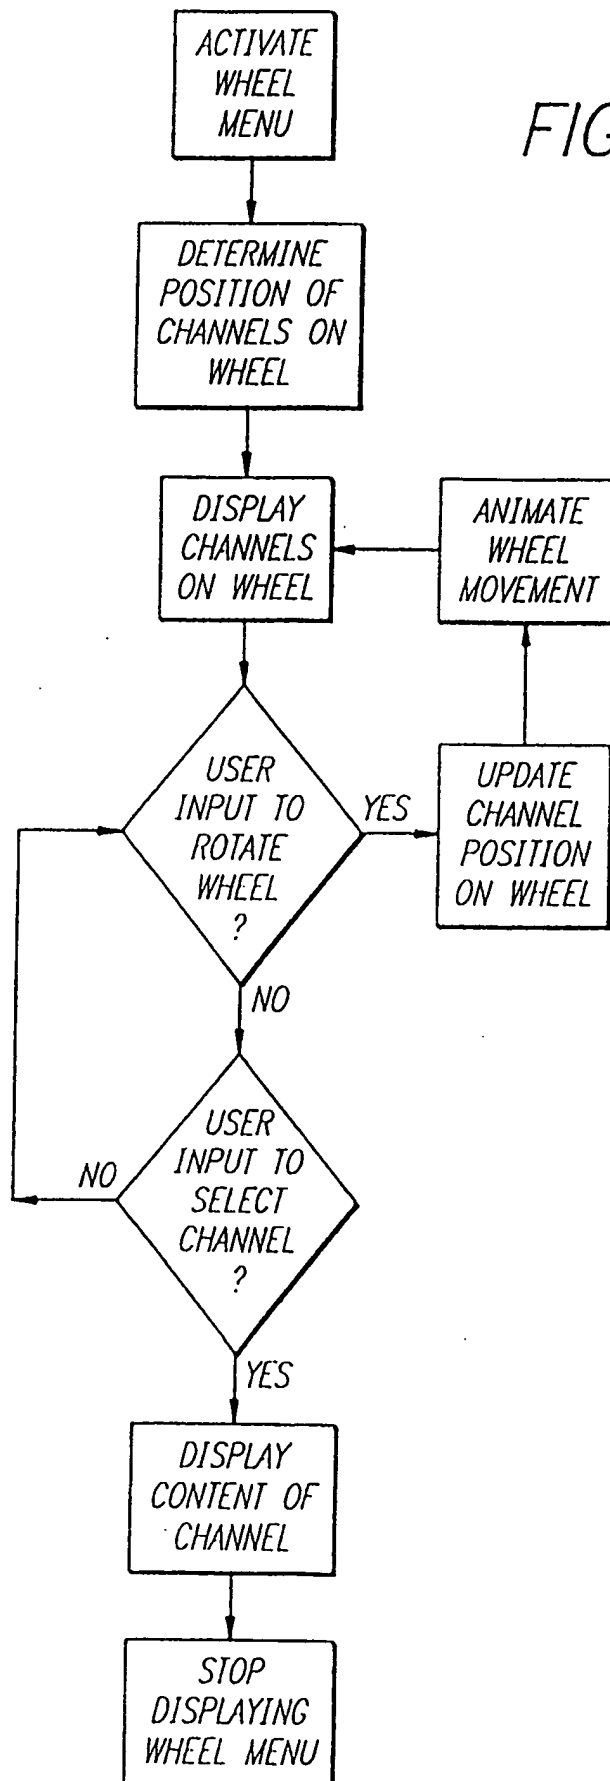 ACTIVATE
WHEEL
MENU
FIG
DETERMINE
POSITION OF
CHANNELS ON
WHEEL
DISPLAY
CHANNELS
ON WHEEL
ANIMATE
WHEEL
MOVEMENT
USER
INPUT TO
ROTATE
WHEEL
?
YES
UPDATE
CHANNEL
POSITION
ON WHEEL
NO
USER
INPUT TO
SELECT
CHANNEL
?
NO
YES
DISPLAY
CONTENT OF
CHANNEL
STOP
DISPLAYING
WHEEL MENU